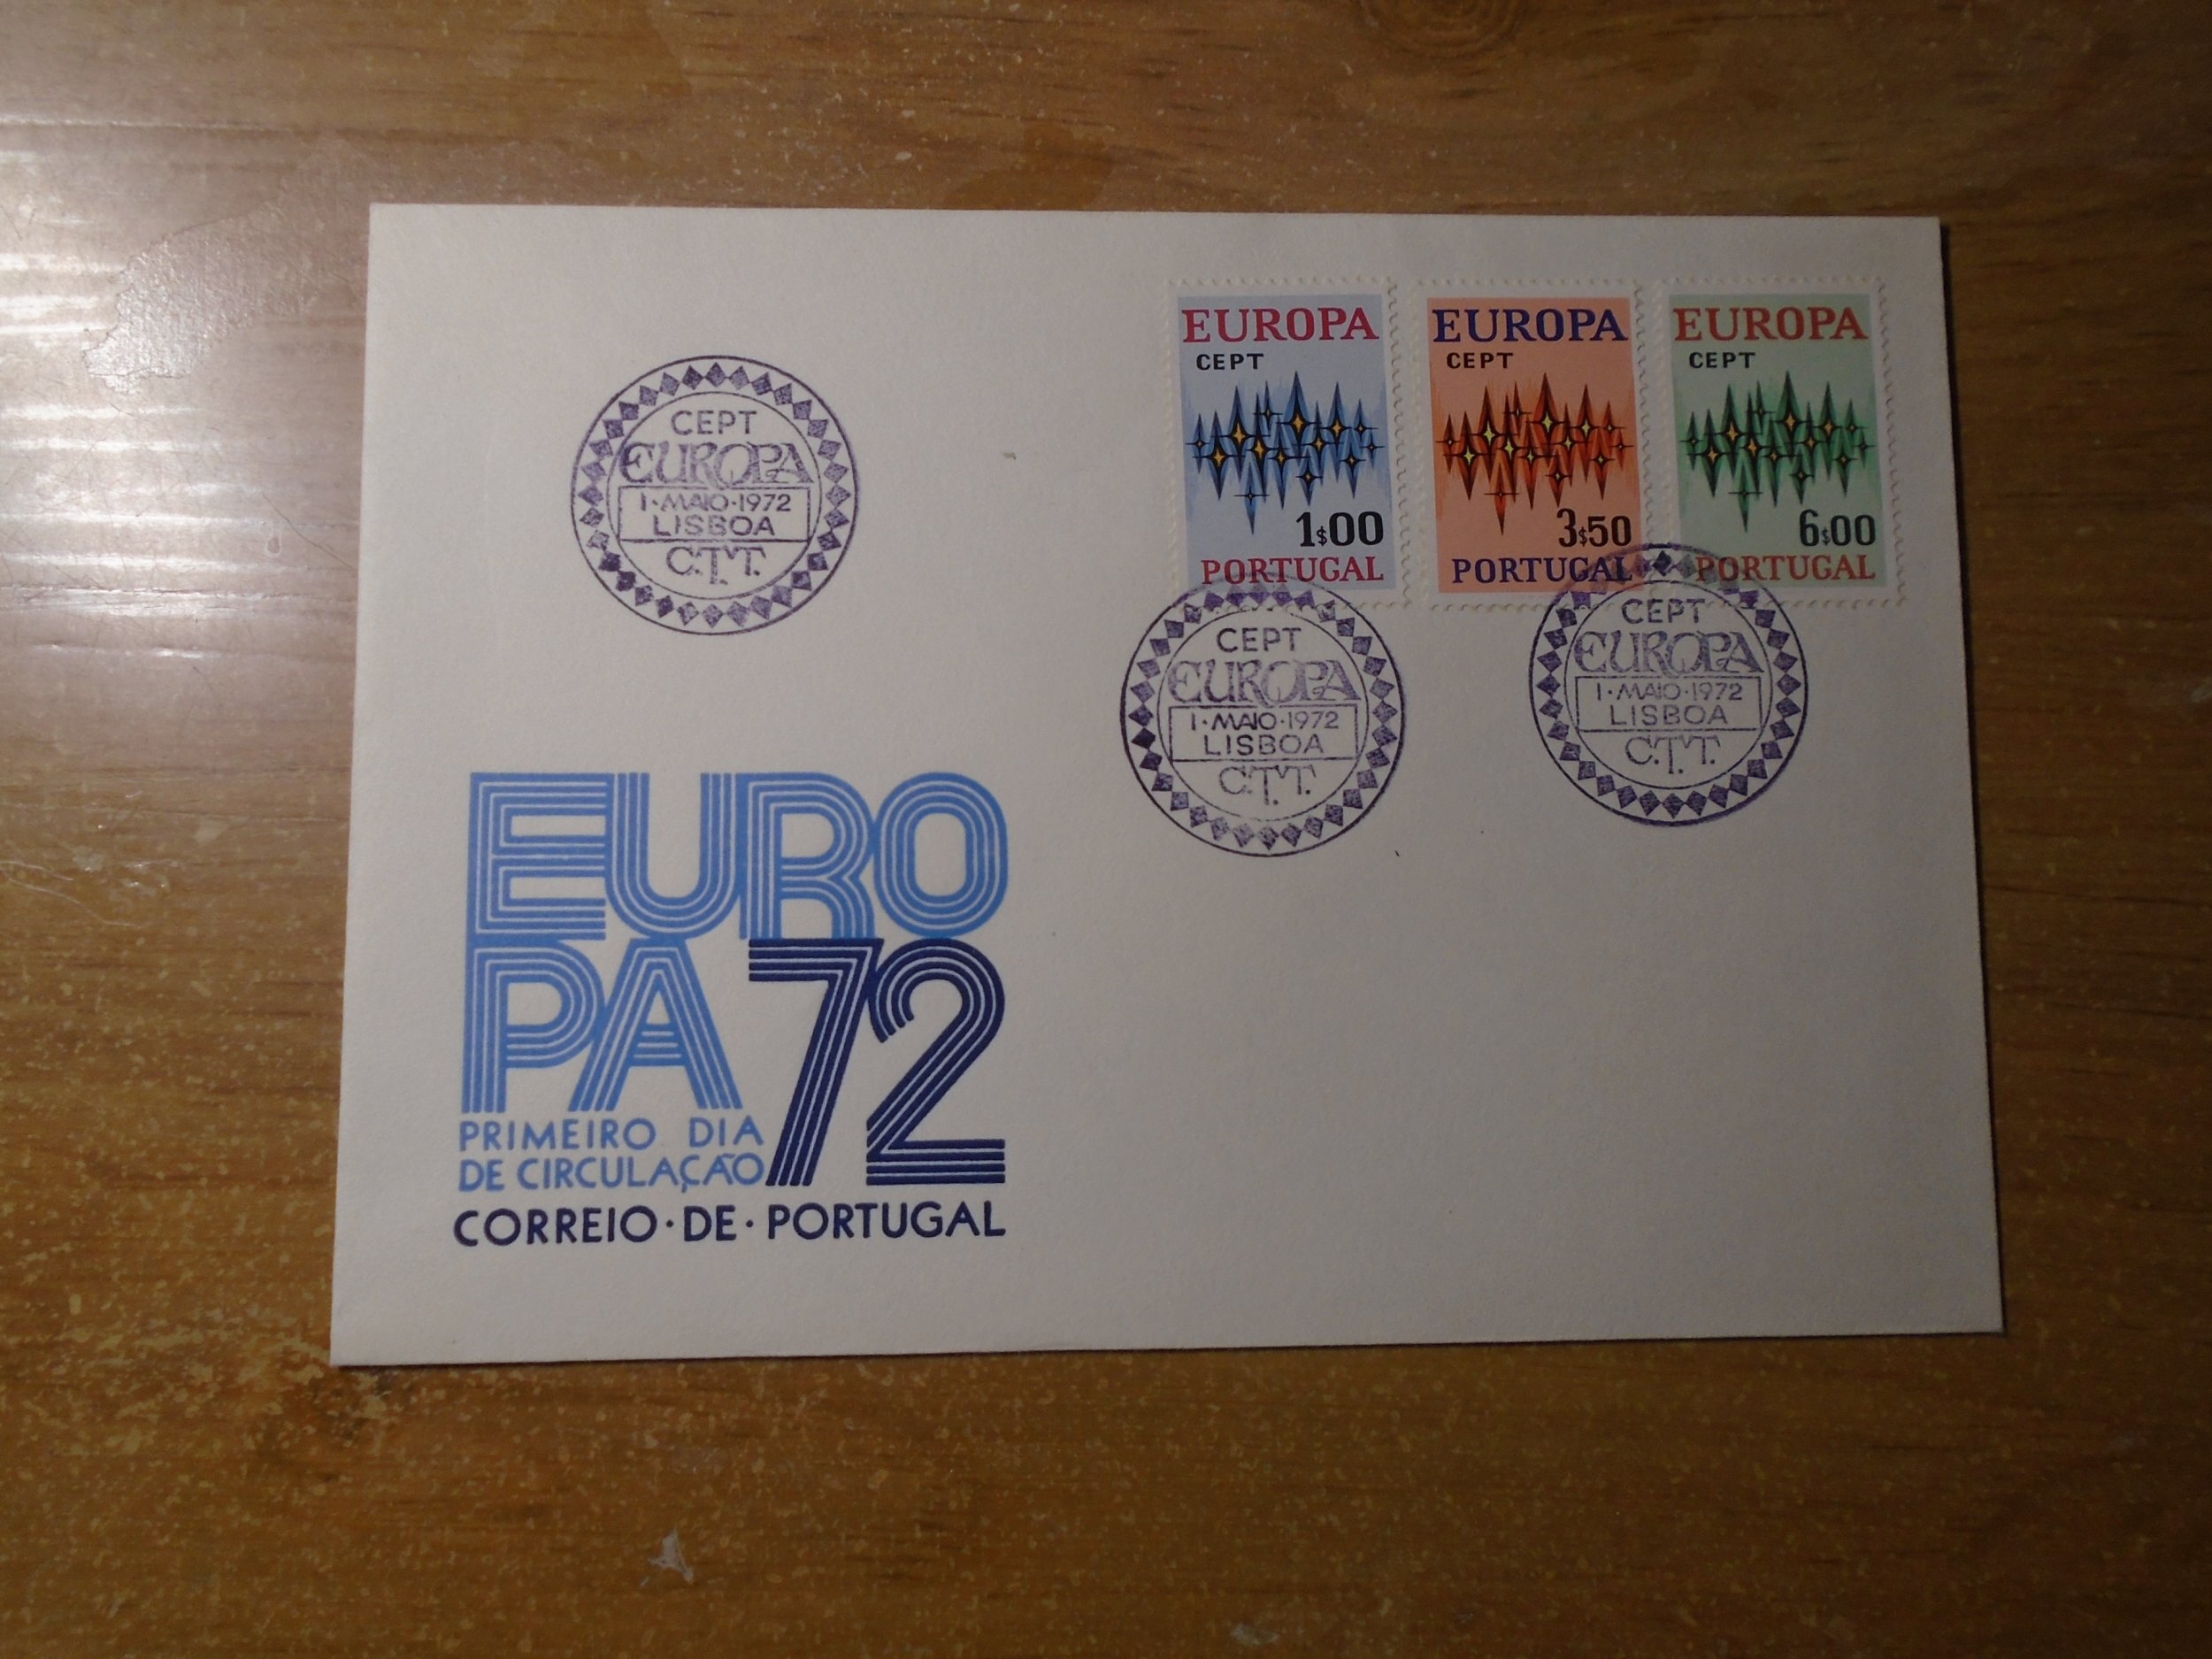 EUROPA
CEPT
1$00
PORTUGAL
EUROPA
CEPT
3$50
PORTUGAL
EUROPA
CEPT
6$00
PORTUGAL
CEPT
EUROPA
1·MAIO·1972
LISBOA
C.T.T.
CEPT
EUROPA
1·MAIO·1972
LISBOA
C.T.T.
CEPT
EUROPA
1·MAIO·1972
LISBOA
C.T.T.
EURO
PA 72
PRIMEIRO DIA
DE CIRCULAÇÃO
CORREIO·DE·PORTUGAL